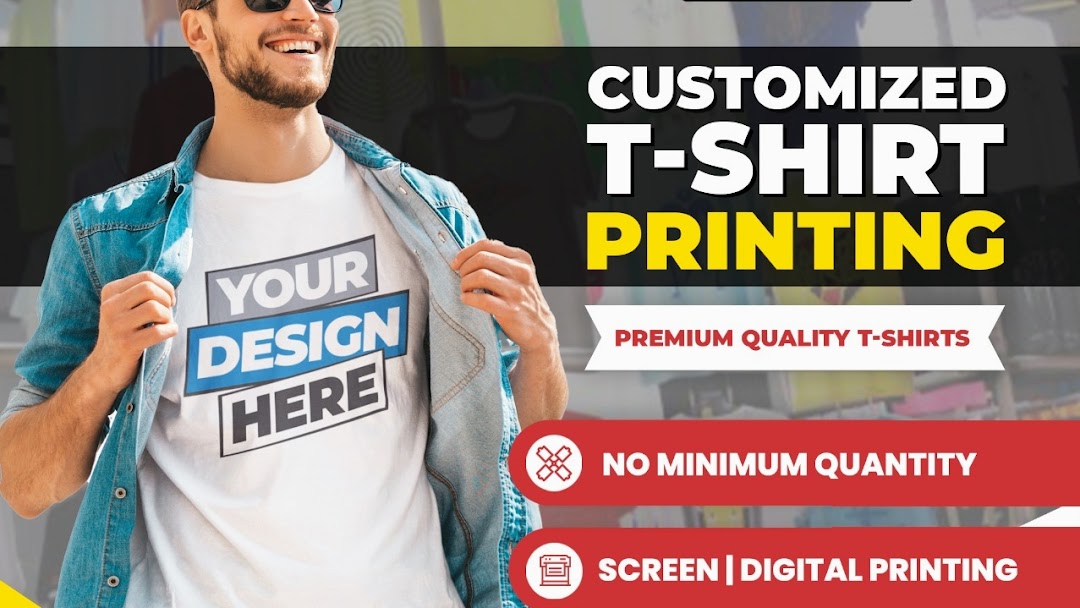 CUSTOMIZED
T-SHIRT
PRINTING
PREMIUM QUALITY T-SHIRTS
YOUR
DESIGN
HERE
NO MINIMUM QUANTITY
SCREEN | DIGITAL PRINTING